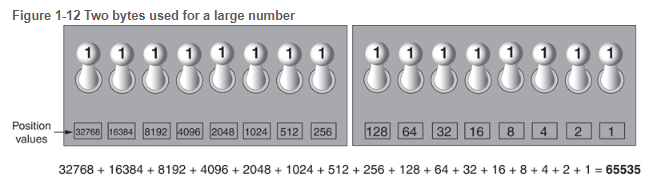 Figure 1-12 Two bytes used for a large number
1 1 1 1 1 1 1 1 1 1 1 1 1 1 1 1
Position values
32768 16384 8192 4096 2048 1024 512 256 128 64 32 16 8 4 2 1
32768 + 16384 + 8192 + 4096 + 2048 + 1024 + 512 + 256 + 128 + 64 + 32 + 16 + 8 + 4 + 2 + 1 = 65535